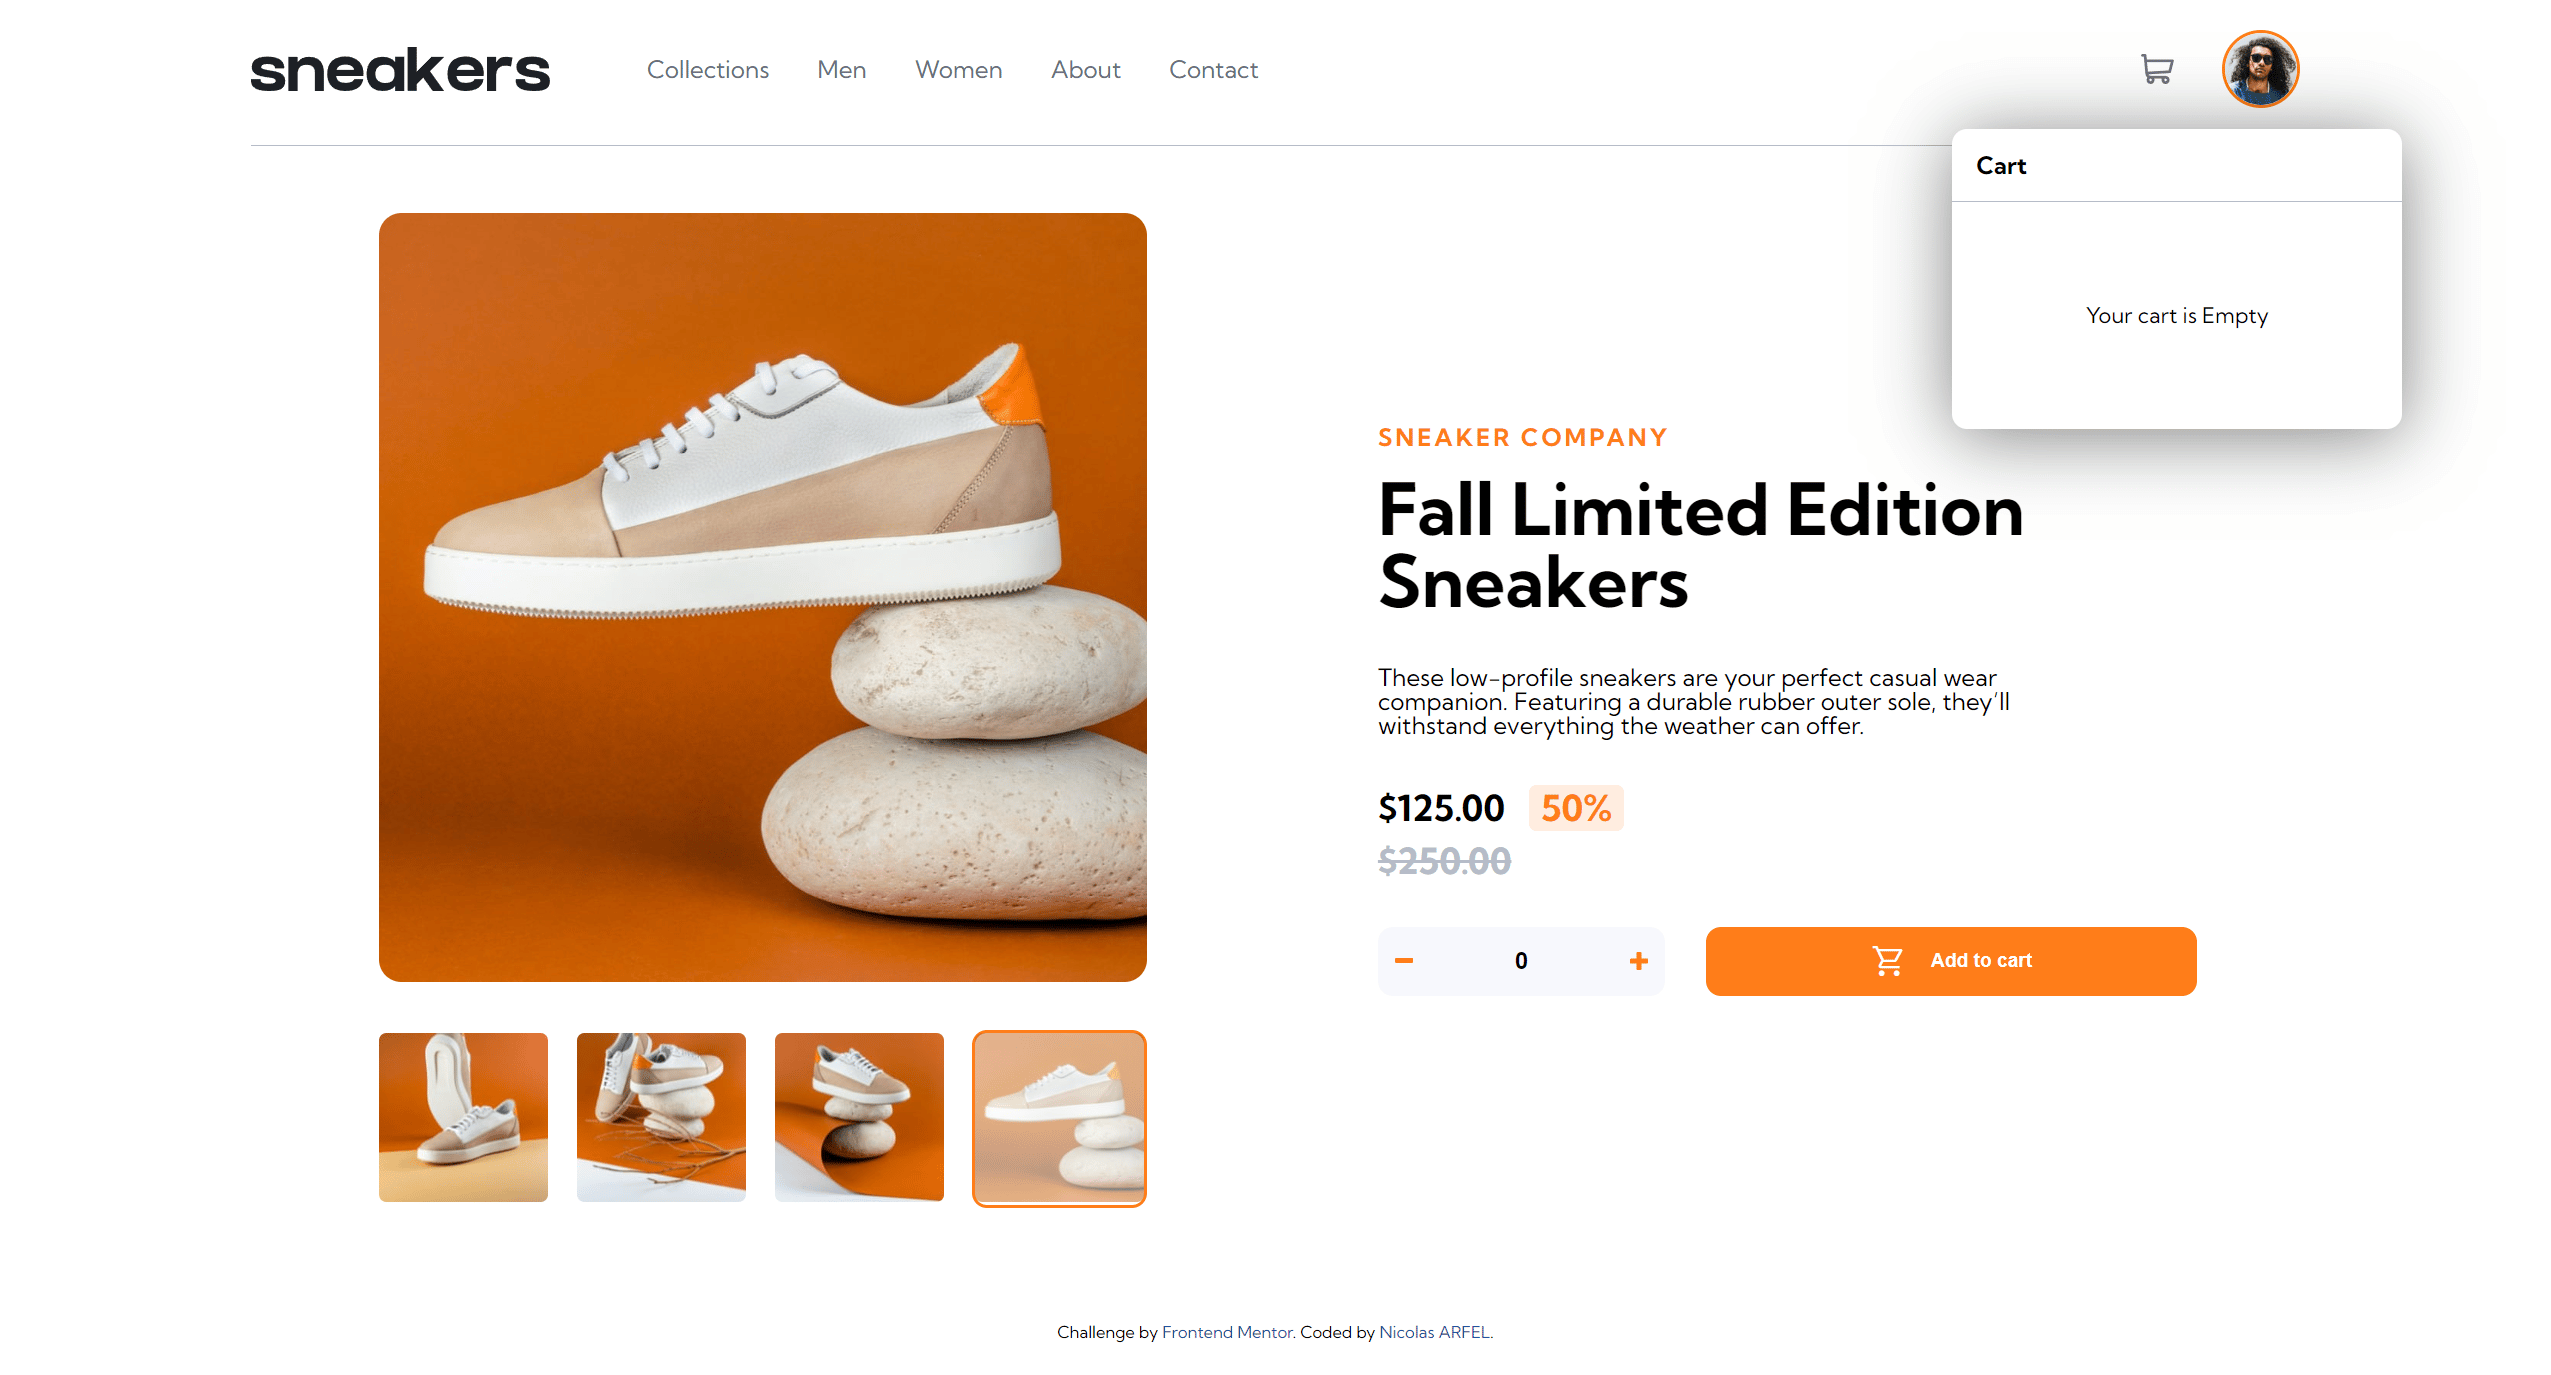 sneakers
Collections Men Women About Contact
Cart
Your cart is Empty
SNEAKER COMPANY
Fall Limited Edition
Sneakers
These low-profile sneakers are your perfect casual wear
companion. Featuring a durable rubber outer sole, they’ll
withstand everything the weather can offer.
$125.00 50%
$250.00
0
Add to cart
Challenge by Frontend Mentor. Coded by Nicolas ARFEL.